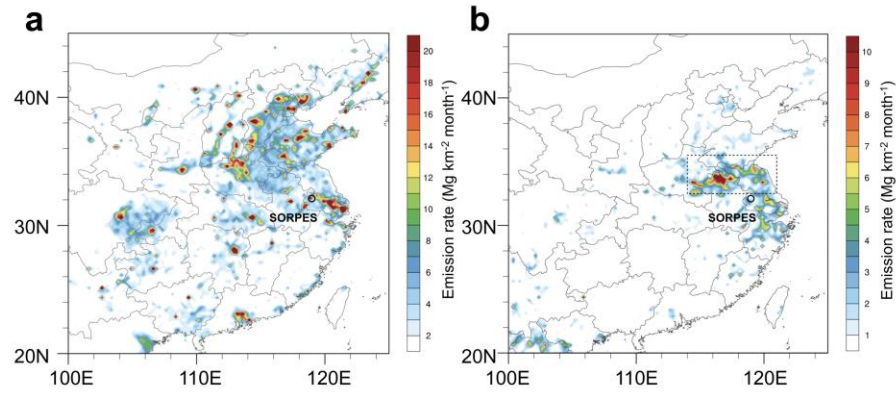 a
40N
30N
20N
100E
110E
120E
SORPES
20
18
16
14
12
10
8
6
4
2
Emission rate (Mg km⁻² month⁻¹)
b
40N
30N
20N
100E
110E
120E
SORPES
10
9
8
7
6
5
4
3
2
1
Emission rate (Mg km⁻² month⁻¹)